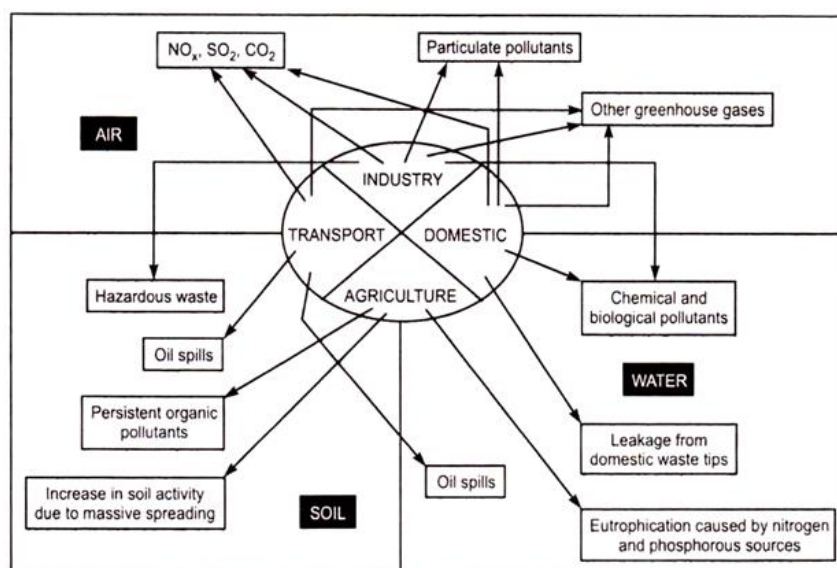 NOₓ, SO₂, CO₂
Particulate pollutants
Other greenhouse gases
AIR
INDUSTRY
TRANSPORT
DOMESTIC
AGRICULTURE
Hazardous waste
Chemical and
biological pollutants
Oil spills
WATER
Persistent organic
pollutants
Leakage from
domestic waste tips
Increase in soil activity
due to massive spreading
SOIL
Oil spills
Eutrophication caused by nitrogen
and phosphorous sources